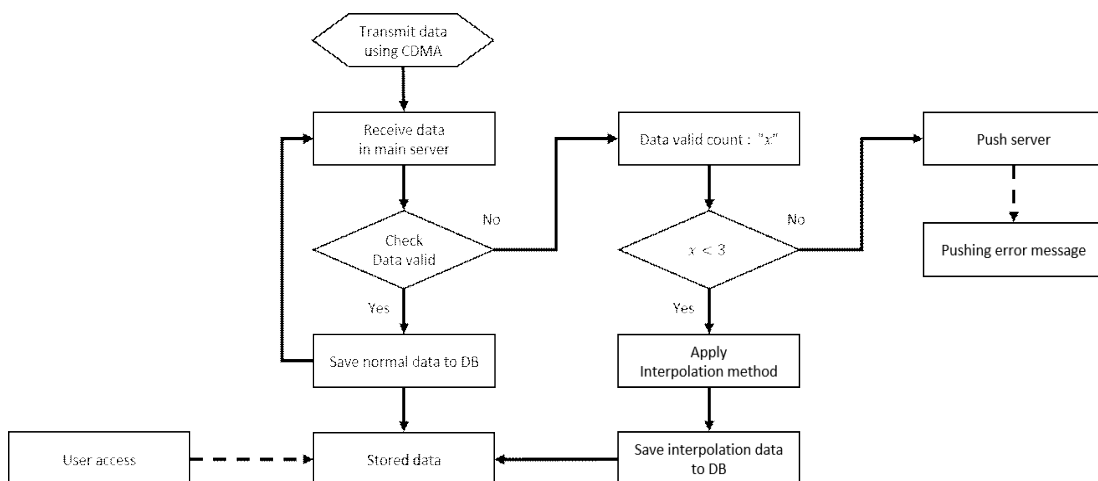 Transmit data
using CDMA
Receive data
in main server
Data valid count : "x"
Push server
No
No
Check
Data valid
x < 3
Pushing error message
Yes
Yes
Save normal data to DB
Apply
Interpolation method
User access
Stored data
Save interpolation data
to DB